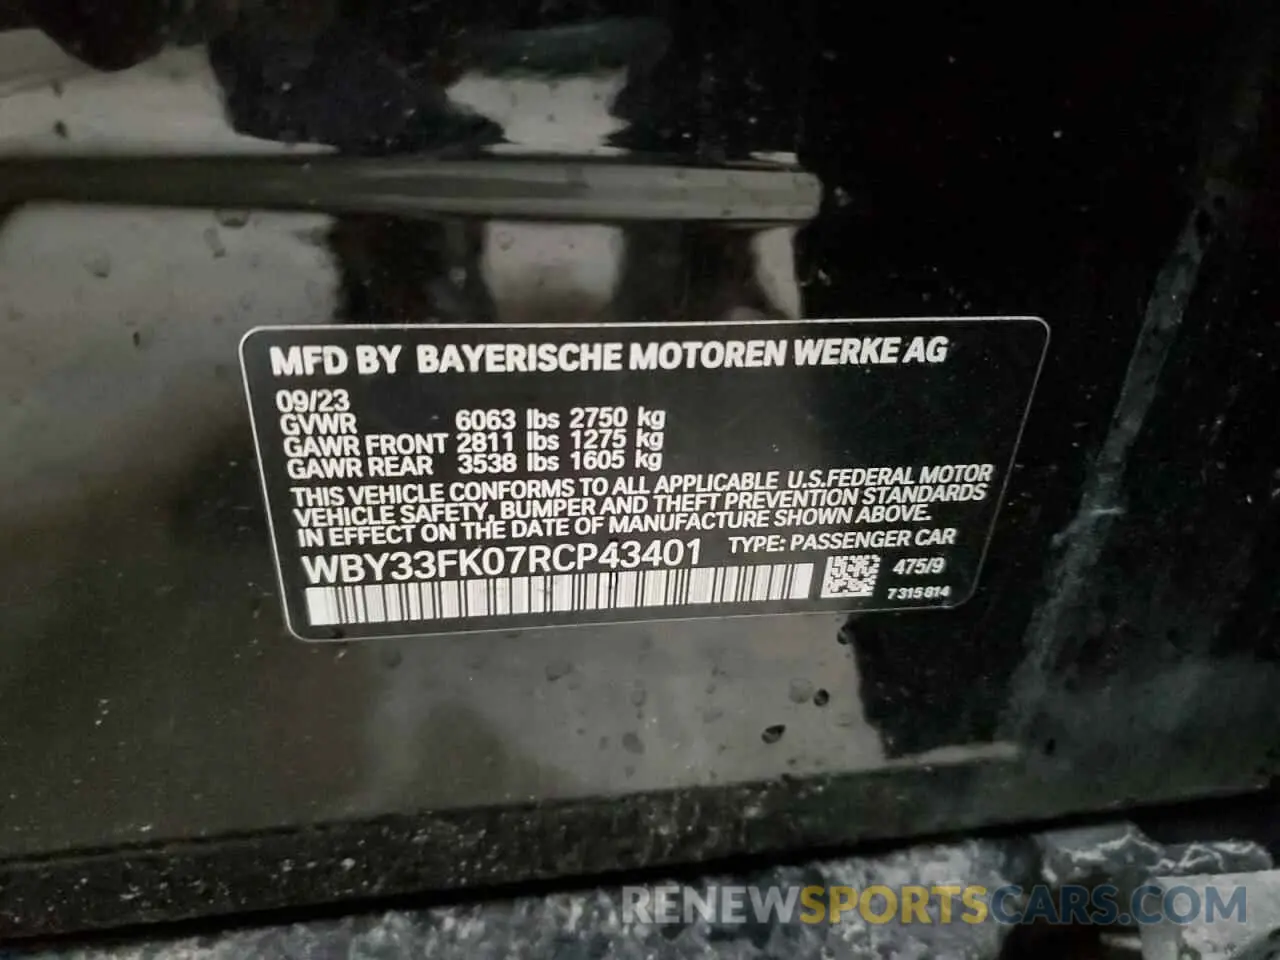 MFD BY BAYERISCHE MOTOREN WERKE AG
09/23
GVWR 6063 lbs 2750 kg
GAWR FRONT 2811 lbs 1275 kg
GAWR REAR 3538 lbs 1605 kg
THIS VEHICLE CONFORMS TO ALL APPLICABLE U.S.FEDERAL MOTOR
VEHICLE SAFETY, BUMPER AND THEFT PREVENTION STANDARDS
IN EFFECT ON THE DATE OF MANUFACTURE SHOWN ABOVE.
WBY33FK07RCP43401 TYPE: PASSENGER CAR
475/9
7315814
RENEWSPORTSCARS.COM